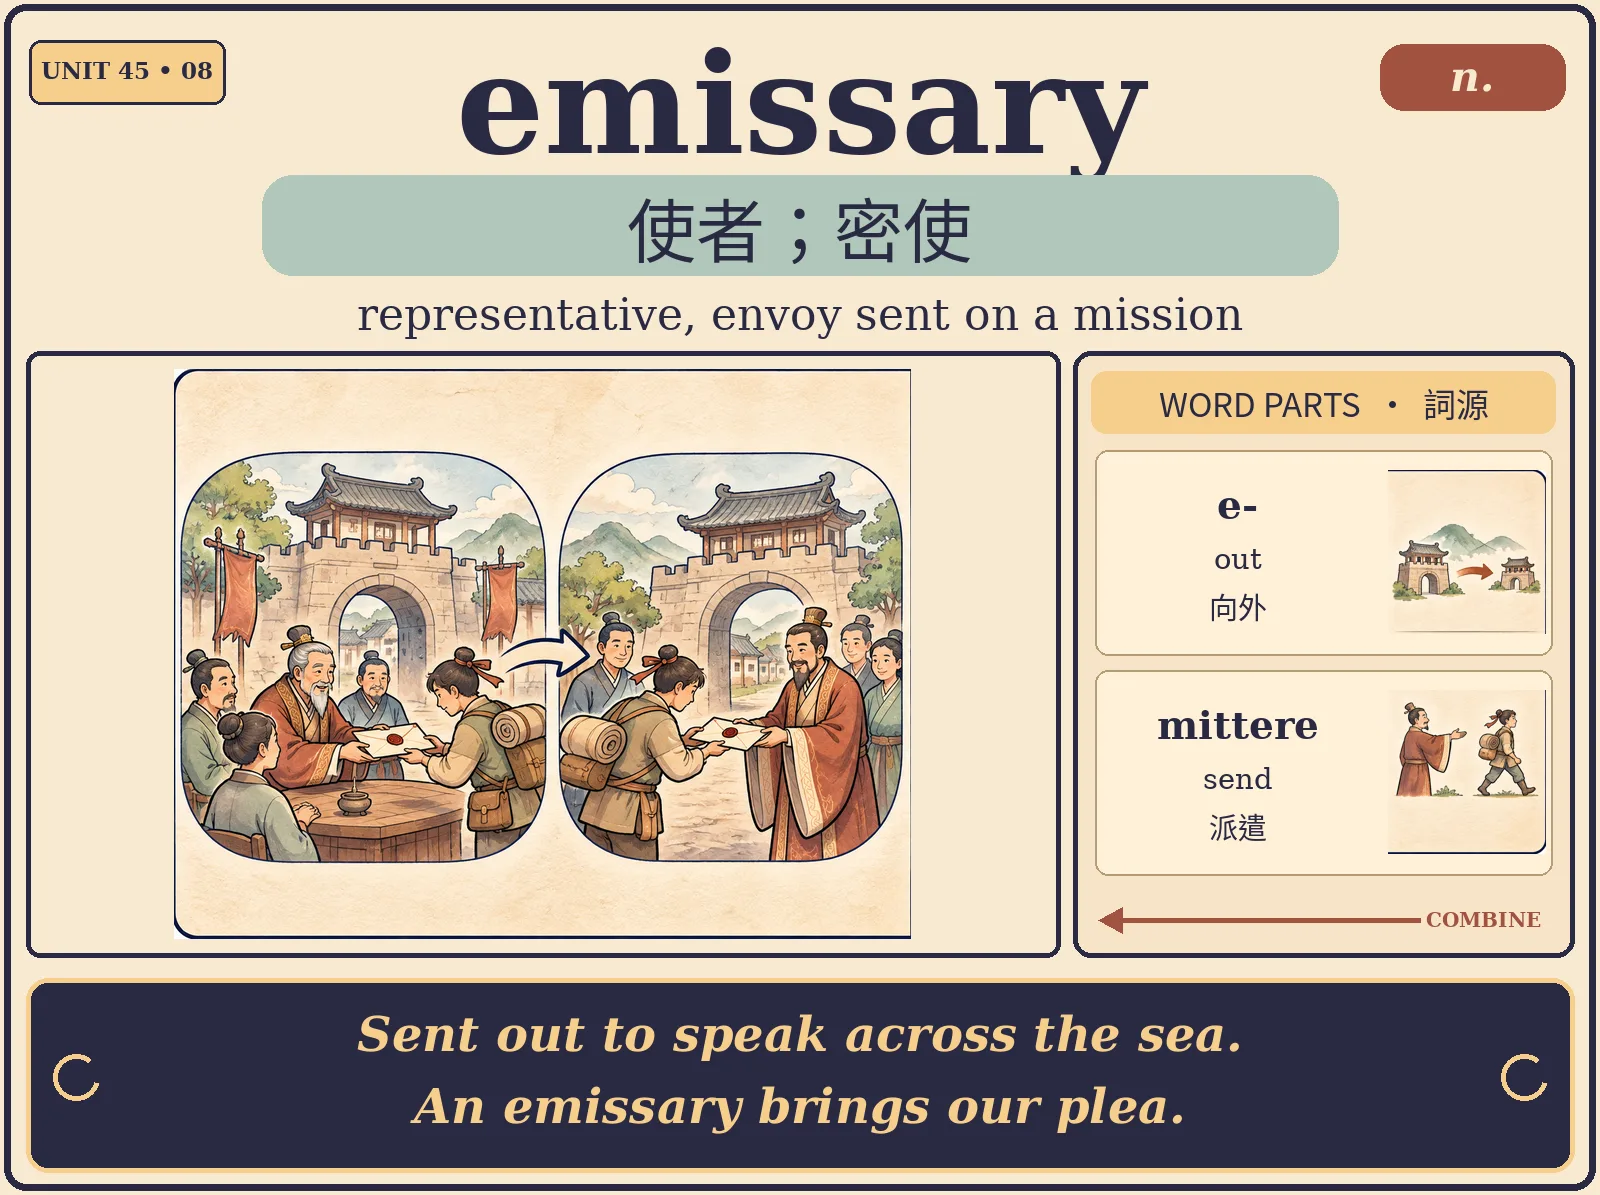 UNIT 45 • 08
emissary
n.
使者；密使
representative, envoy sent on a mission
WORD PARTS ・ 詞源
e-
out
向外
mittere
send
派遣
COMBINE
Sent out to speak across the sea.
An emissary brings our plea.